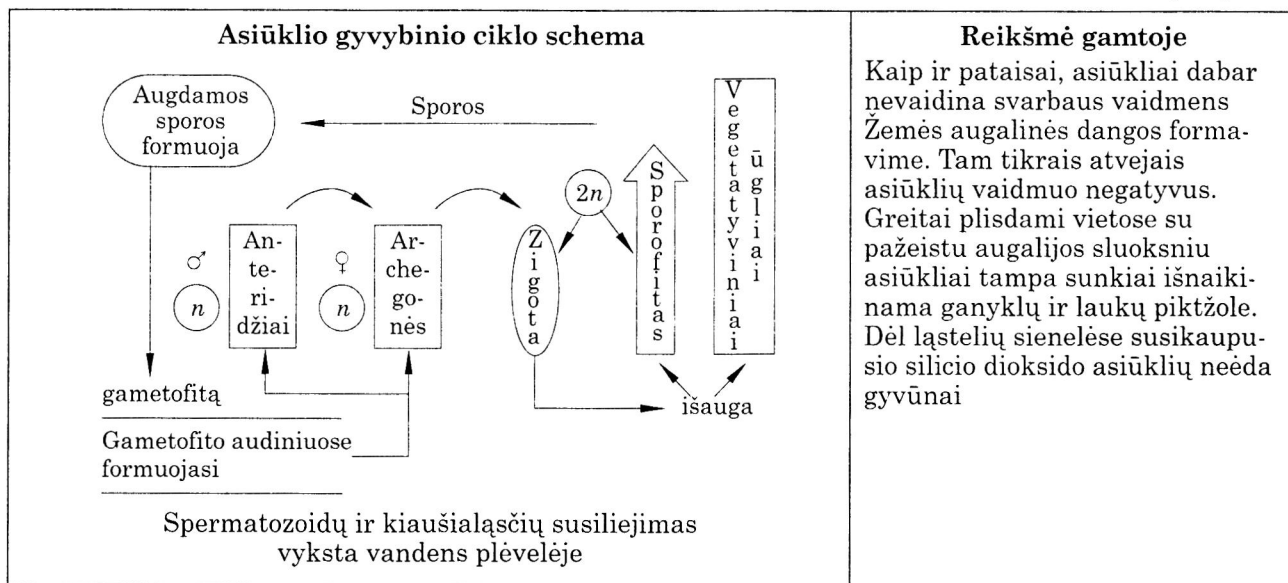 Asiūklio gyvybinio ciklo schema
Augdamos
sporos
formuoja
Sporos
♂
n
An-
te-
ri-
džiai
♀
n
Ar-
che-
go-
nės
Zigota
2n
Sporofitas
Vegetatyviniai
ūgliai
gametofitą
išauga
Gametofito audiniuose
formuojasi
Spermatozoidų ir kiaušialąsčių susiliejimas
vyksta vandens plėvelėje
Reikšmė gamtoje
Kaip ir pataisai, asiūkliai dabar
nevaidina svarbaus vaidmens
Žemės augalinės dangos forma-
vime. Tam tikrais atvejais
asiūklių vaidmuo negatyvus.
Greitai plisdami vietose su
pažeistu augalijos sluoksniu
asiūkliai tampa sunkiai išnaiki-
nama ganyklų ir laukų piktžole.
Dėl ląstelių sienelėse susikaupu-
sio silicio dioksido asiūklių neėda
gyvūnai